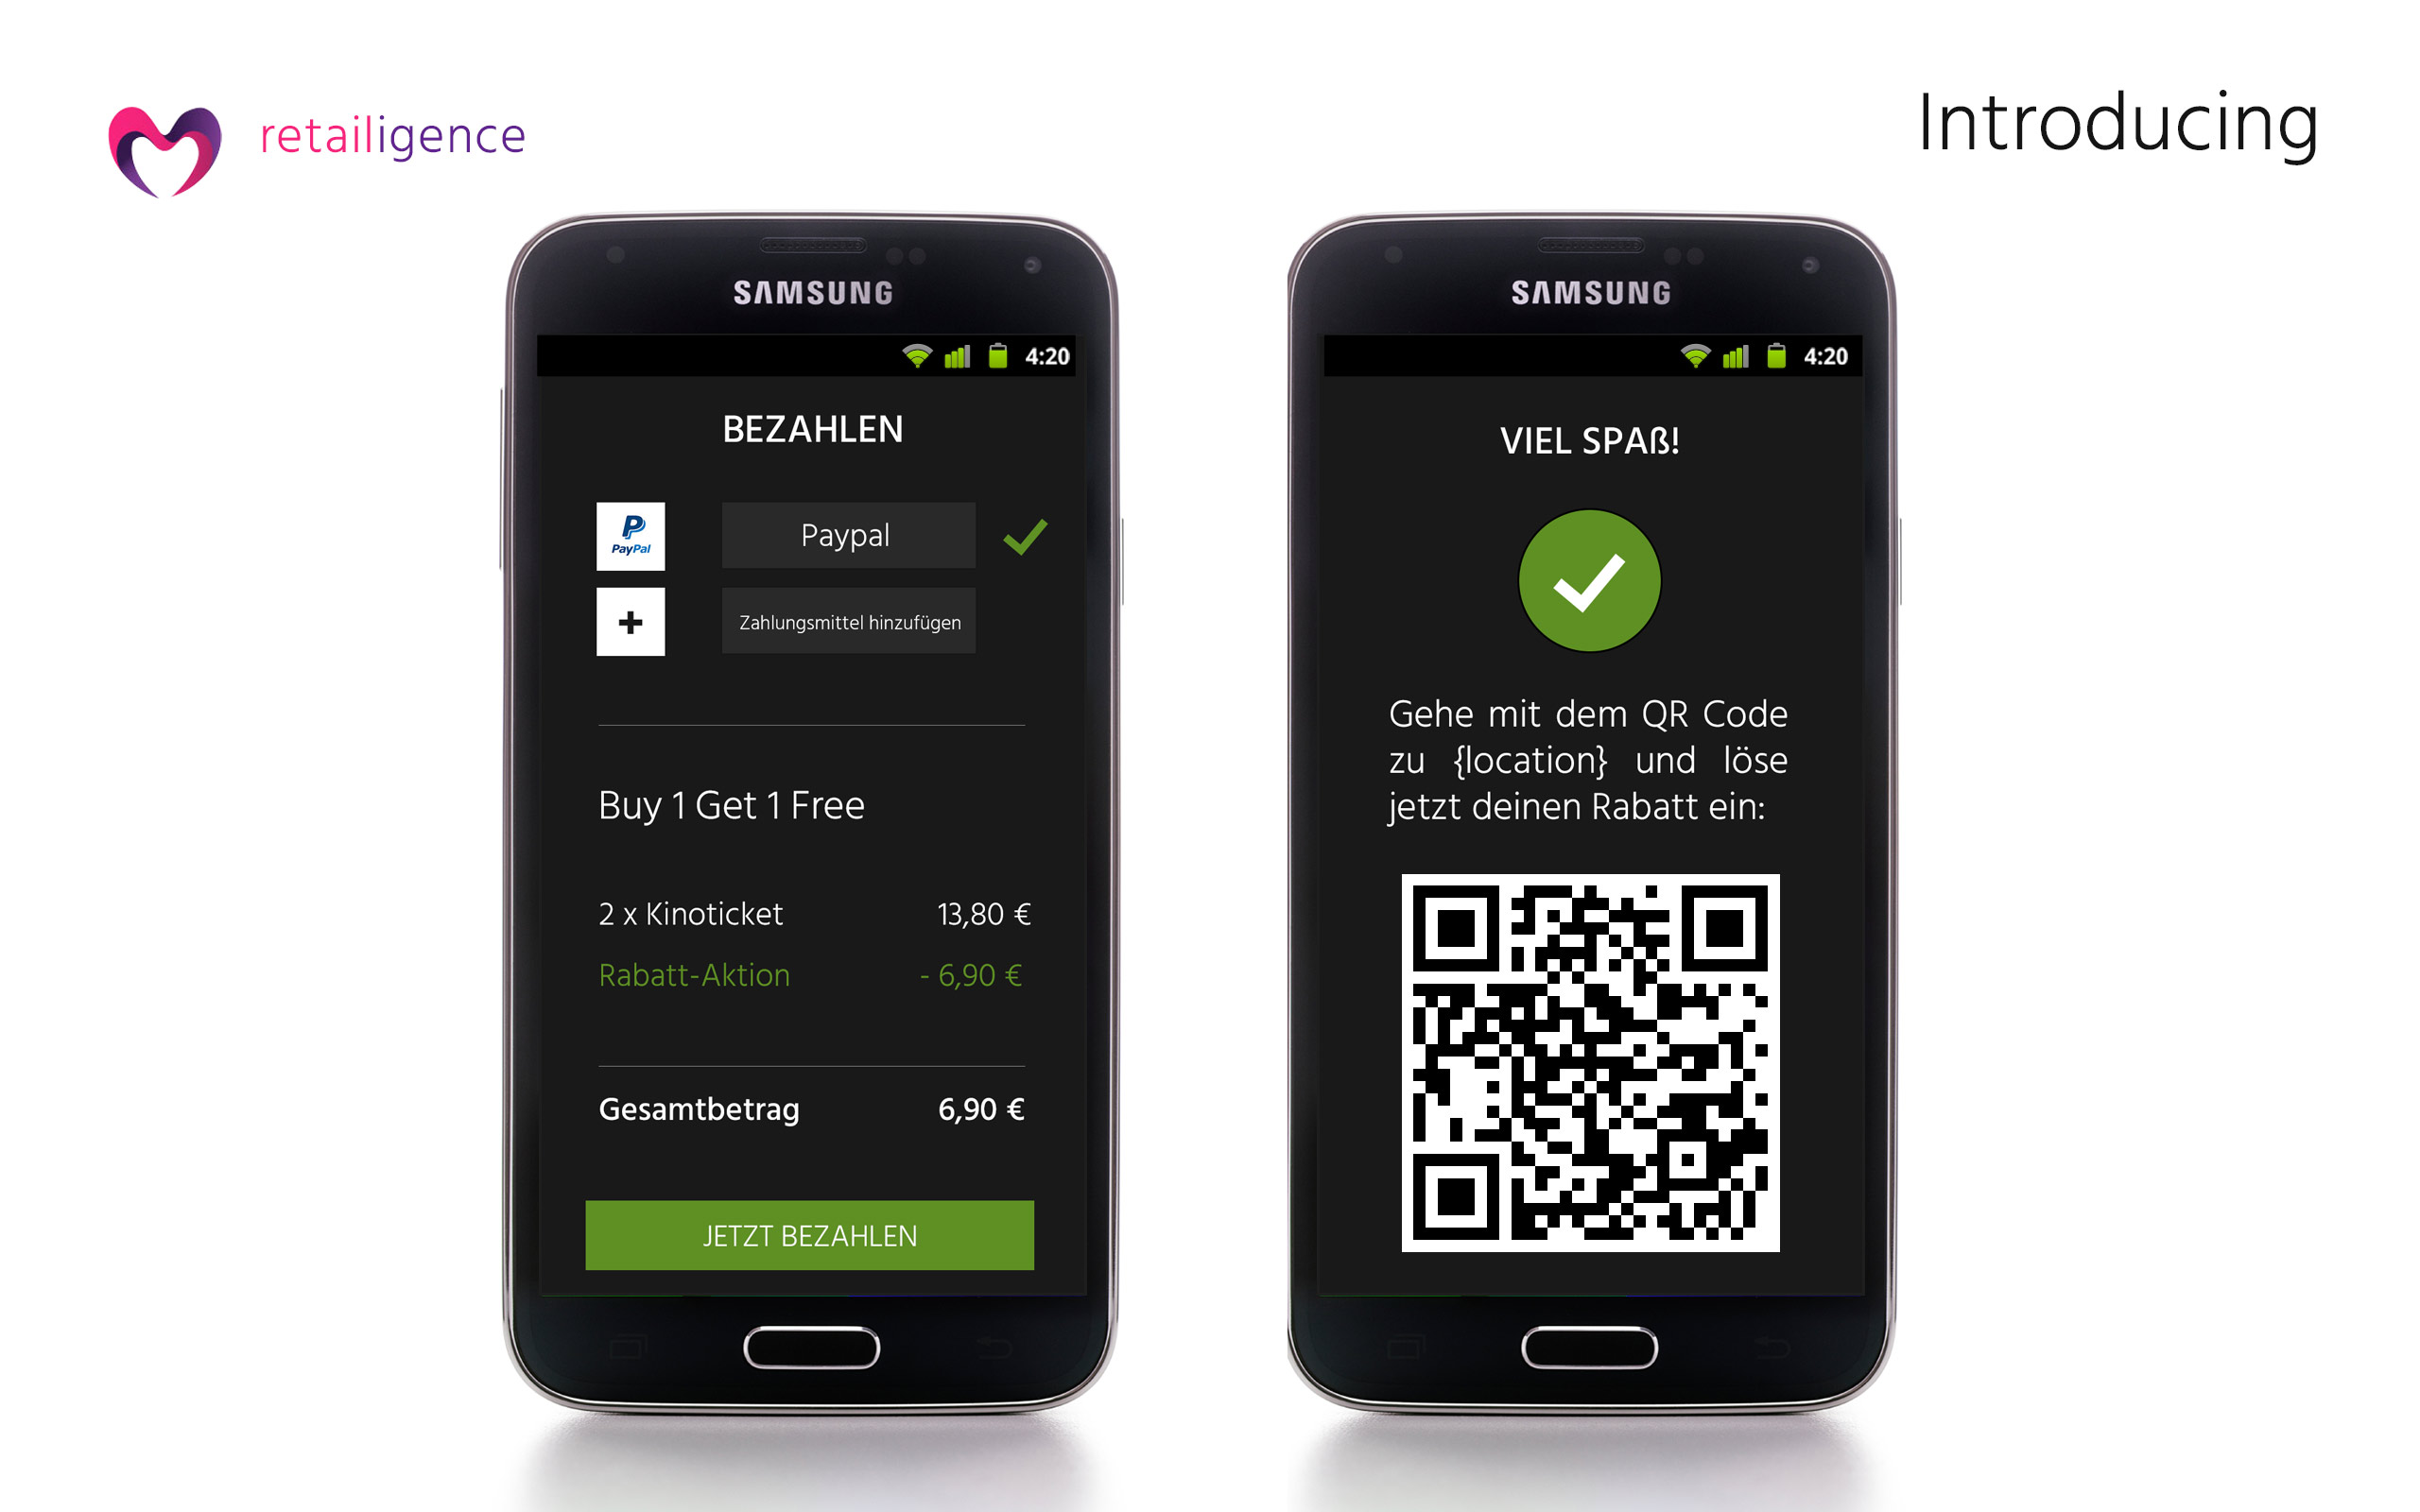 retailigence
Introducing
SAMSUNG
4:20
BEZAHLEN
PayPal
Paypal
+
Zahlungsmittel hinzufügen
Buy 1 Get 1 Free
2 x Kinoticket 13,80 €
Rabatt-Aktion - 6,90 €
Gesamtbetrag 6,90 €
JETZT BEZAHLEN
SAMSUNG
4:20
VIEL SPAß!
Gehe mit dem QR Code
zu {location} und löse
jetzt deinen Rabatt ein: